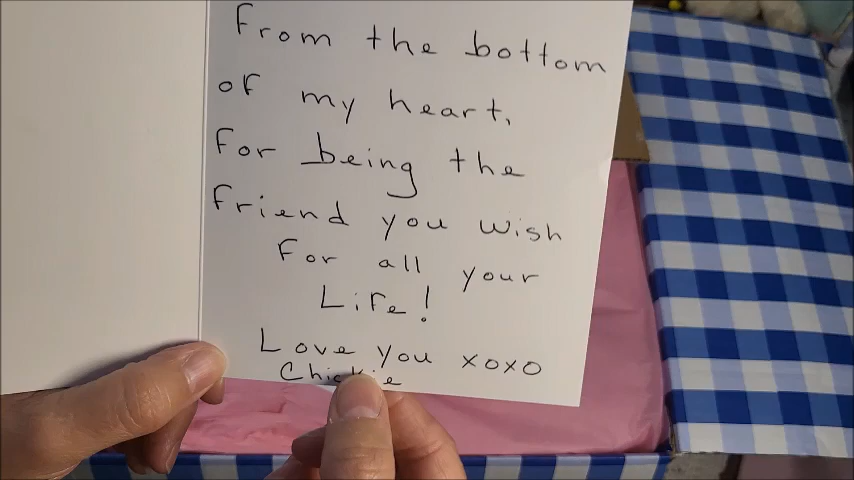 From the bottom
of my heart,
For being the
Friend you wish
For all your
Life!
Love you xoxo
Chickie